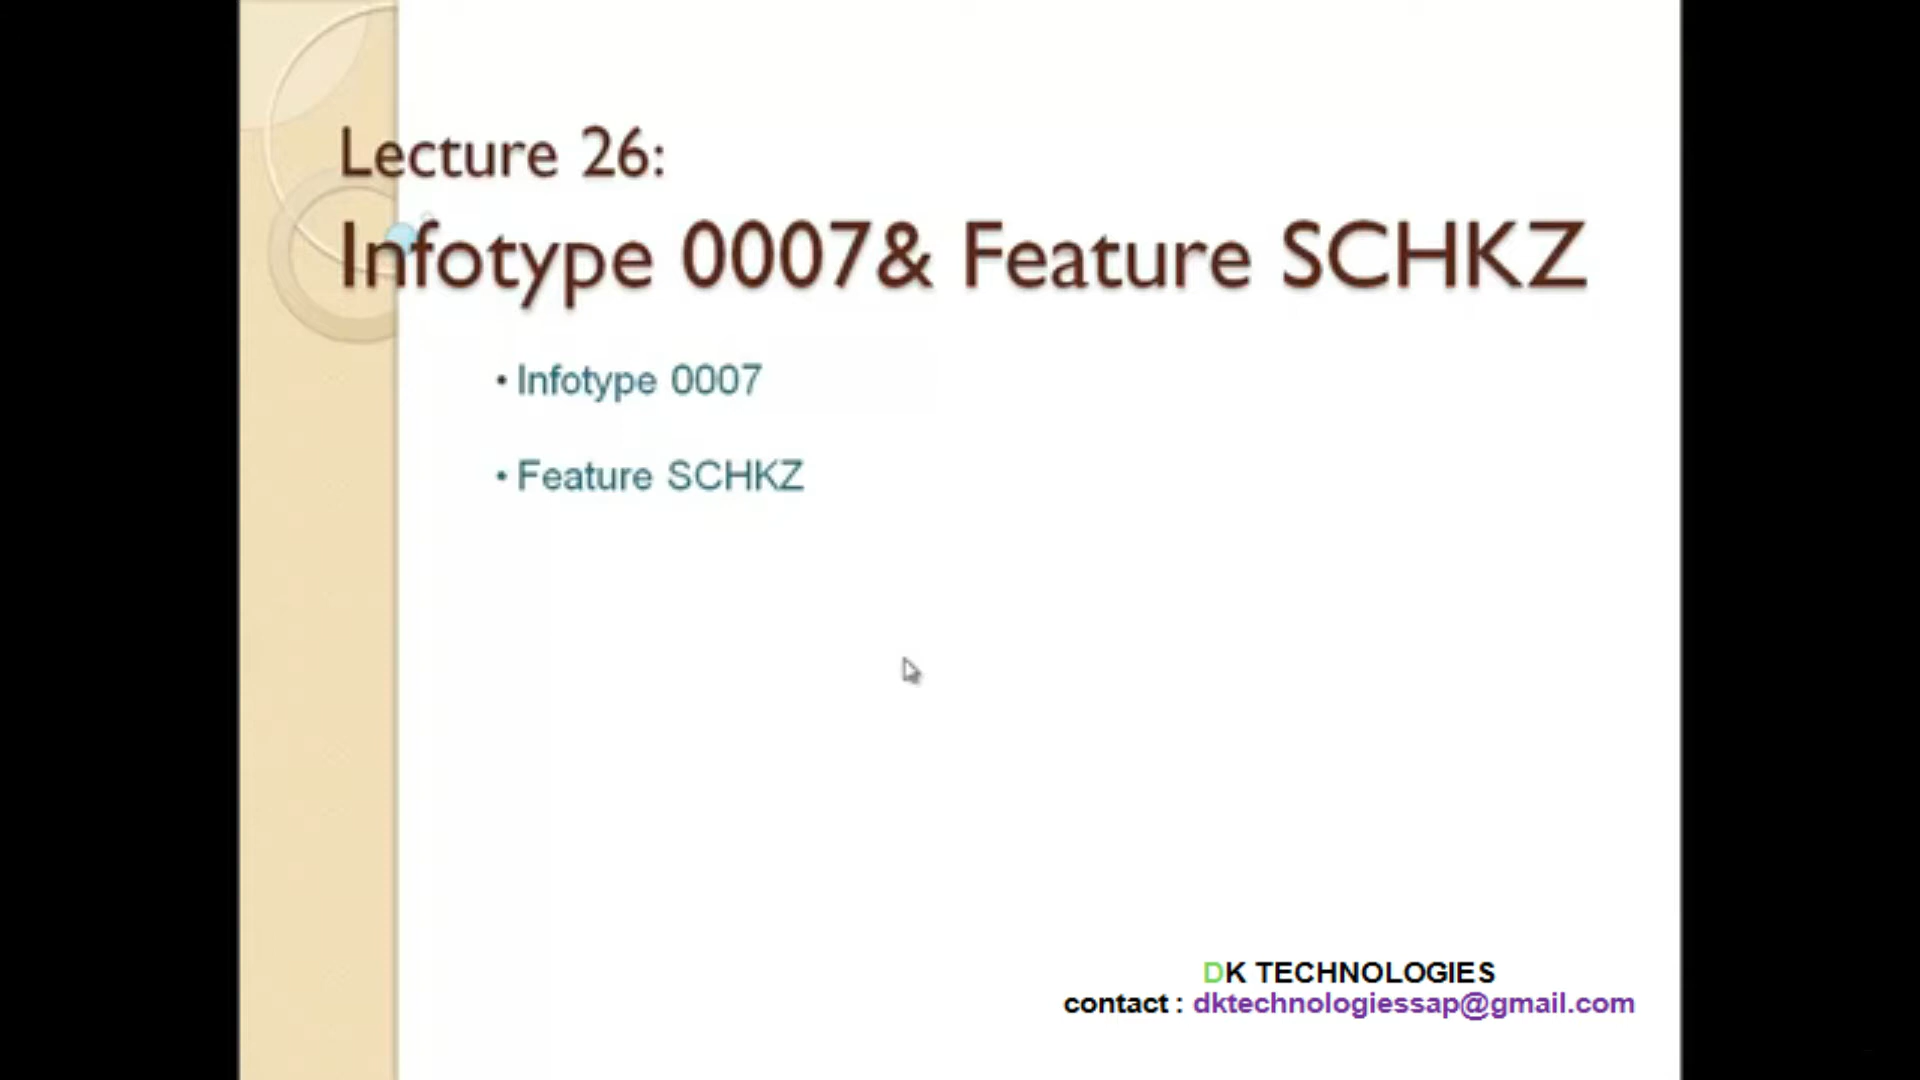 Lecture 26:
Infotype 0007& Feature SCHKZ
• Infotype 0007
• Feature SCHKZ
DK TECHNOLOGIES
contact : dktechnologiessap@gmail.com